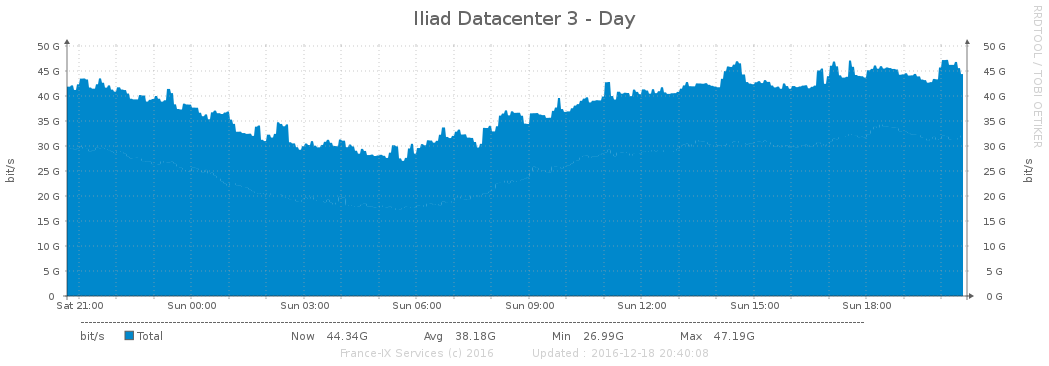 Iliad Datacenter 3 - Day
RRDTOOL / TOBI OETIKER
50 G 50 G
45 G 45 G
40 G 40 G
35 G 35 G
30 G 30 G
25 G 25 G
20 G 20 G
15 G 15 G
10 G 10 G
5 G 5 G
0 0 G
bit/s bit/s
Sat 21:00 Sun 00:00 Sun 03:00 Sun 06:00 Sun 09:00 Sun 12:00 Sun 15:00 Sun 18:00
bit/s Total Now 44.34G Avg 38.18G Min 26.99G Max 47.19G
France-IX Services (c) 2016 Updated : 2016-12-18 20:40:08